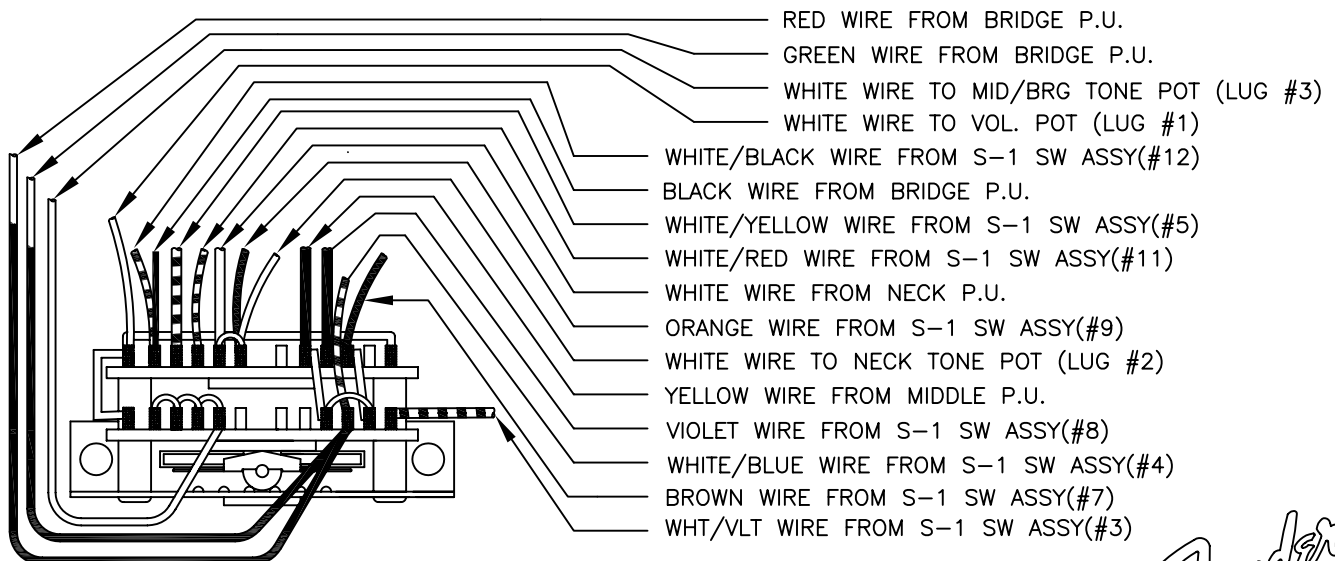 RED WIRE FROM BRIDGE P.U.
GREEN WIRE FROM BRIDGE P.U.
WHITE WIRE TO MID/BRG TONE POT (LUG #3)
WHITE WIRE TO VOL. POT (LUG #1)
WHITE/BLACK WIRE FROM S-1 SW ASSY(#12)
BLACK WIRE FROM BRIDGE P.U.
WHITE/YELLOW WIRE FROM S-1 SW ASSY(#5)
WHITE/RED WIRE FROM S-1 SW ASSY(#11)
WHITE WIRE FROM NECK P.U.
ORANGE WIRE FROM S-1 SW ASSY(#9)
WHITE WIRE TO NECK TONE POT (LUG #2)
YELLOW WIRE FROM MIDDLE P.U.
VIOLET WIRE FROM S-1 SW ASSY(#8)
WHITE/BLUE WIRE FROM S-1 SW ASSY(#4)
BROWN WIRE FROM S-1 SW ASSY(#7)
WHT/VLT WIRE FROM S-1 SW ASSY(#3)